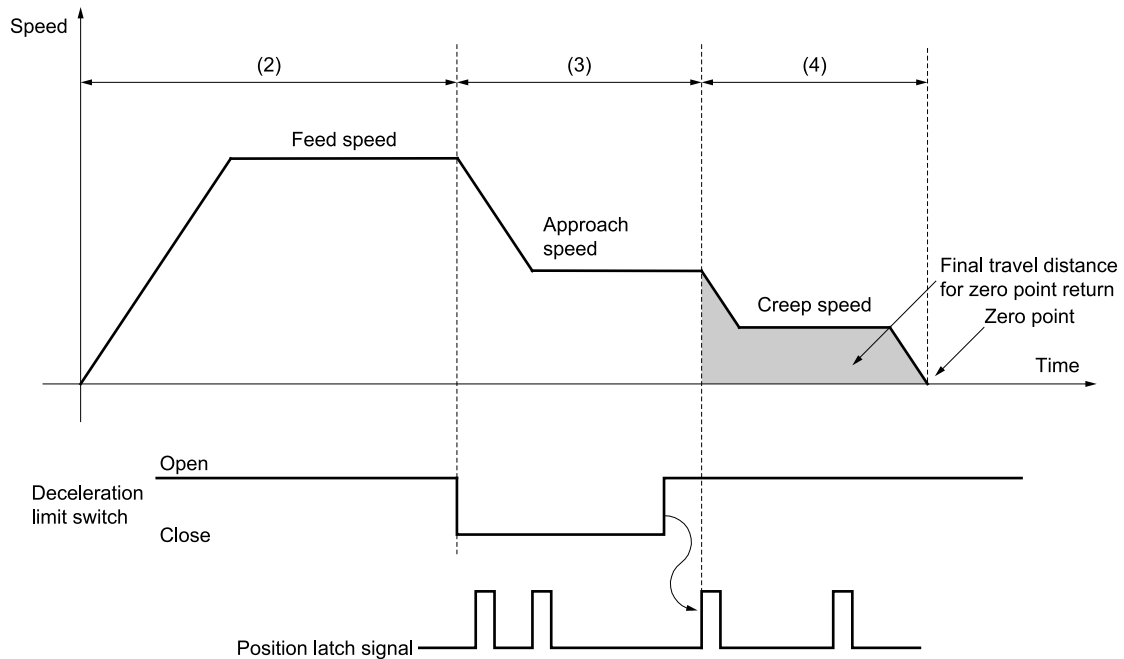 Speed
(2)
(3)
(4)
Feed speed
Approach
speed
Creep speed
Final travel distance
for zero point return
Zero point
Time
Open
Deceleration
limit switch
Close
Position latch signal